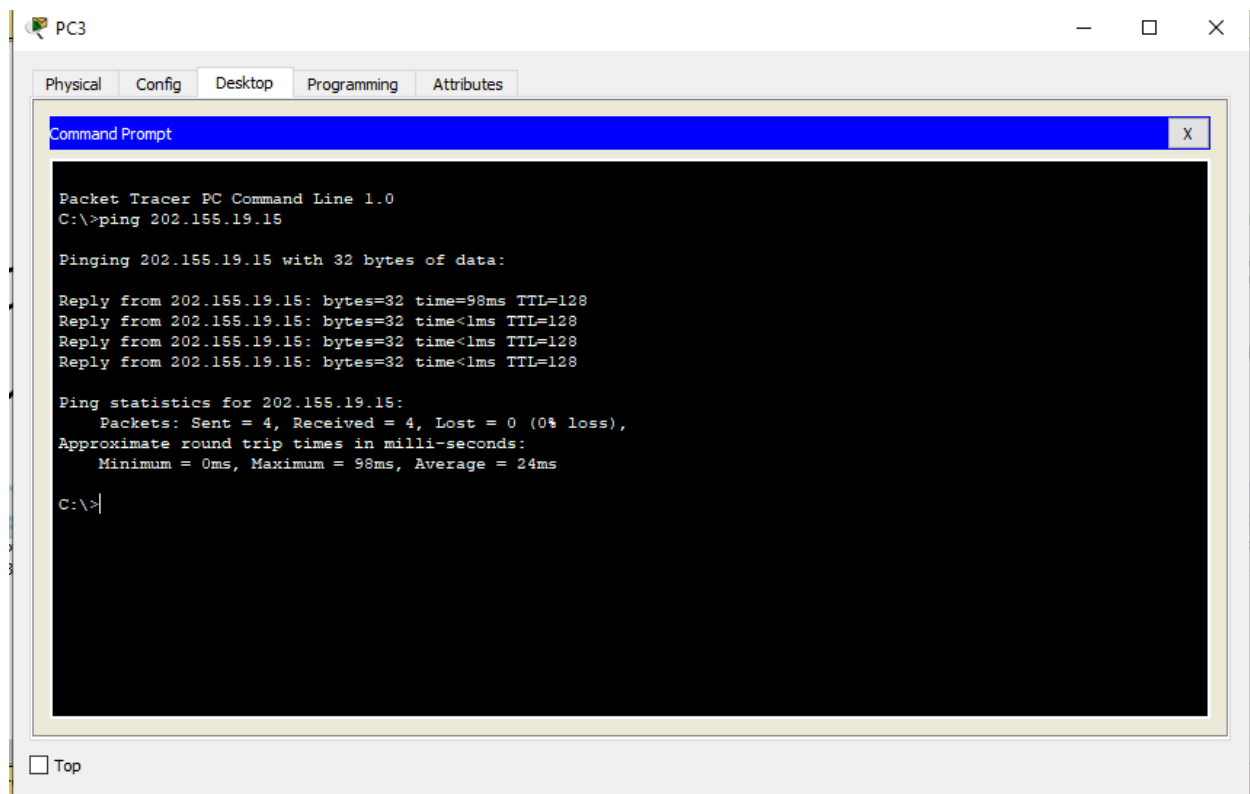 PC3
Physical Config Desktop Programming Attributes
Command Prompt X
Packet Tracer PC Command Line 1.0
C:\>ping 202.155.19.15
Pinging 202.155.19.15 with 32 bytes of data:
Reply from 202.155.19.15: bytes=32 time=98ms TTL=128
Reply from 202.155.19.15: bytes=32 time<1ms TTL=128
Reply from 202.155.19.15: bytes=32 time<1ms TTL=128
Reply from 202.155.19.15: bytes=32 time<1ms TTL=128
Ping statistics for 202.155.19.15:
Packets: Sent = 4, Received = 4, Lost = 0 (0% loss),
Approximate round trip times in milli-seconds:
Minimum = 0ms, Maximum = 98ms, Average = 24ms
C:\>
Top